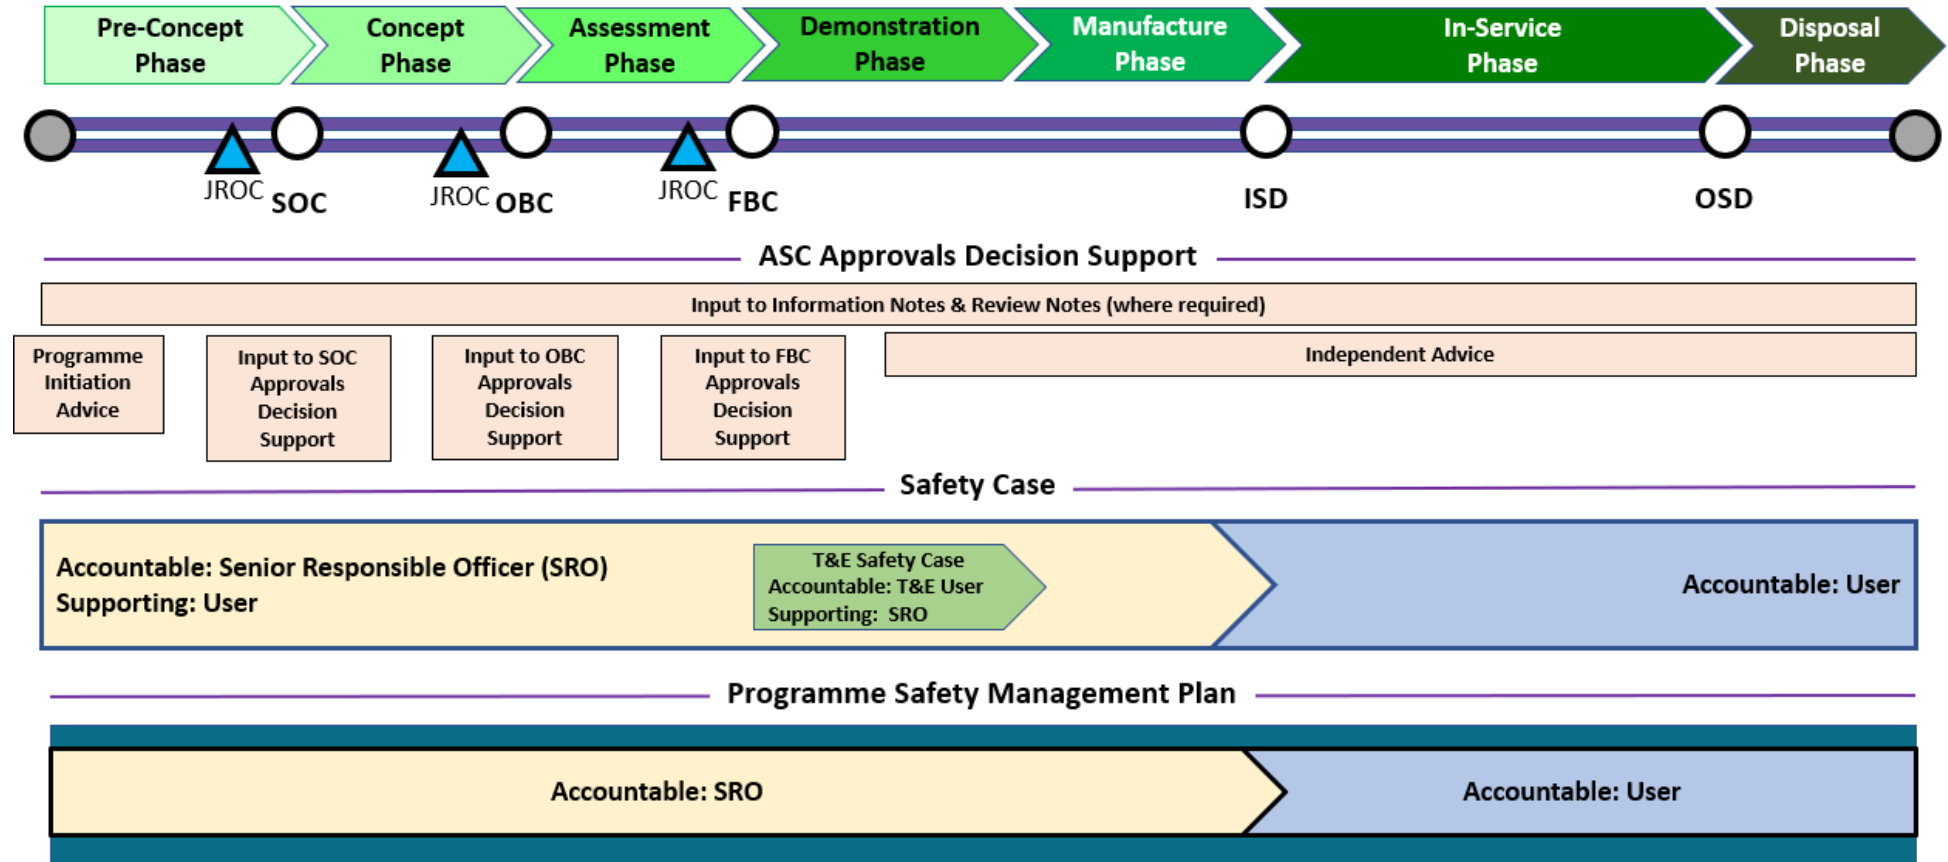 Pre-Concept
Phase
Concept
Phase
Assessment
Phase
Demonstration
Phase
Manufacture
Phase
In-Service
Phase
Disposal
Phase
JROC
SOC
JROC
OBC
JROC
FBC
ISD
OSD
ASC Approvals Decision Support
Input to Information Notes & Review Notes (where required)
Programme
Initiation
Advice
Input to SOC
Approvals
Decision
Support
Input to OBC
Approvals
Decision
Support
Input to FBC
Approvals
Decision
Support
Independent Advice
Safety Case
Accountable: Senior Responsible Officer (SRO)
Supporting: User
T&E Safety Case
Accountable: T&E User
Supporting: SRO
Accountable: User
Programme Safety Management Plan
Accountable: SRO
Accountable: User